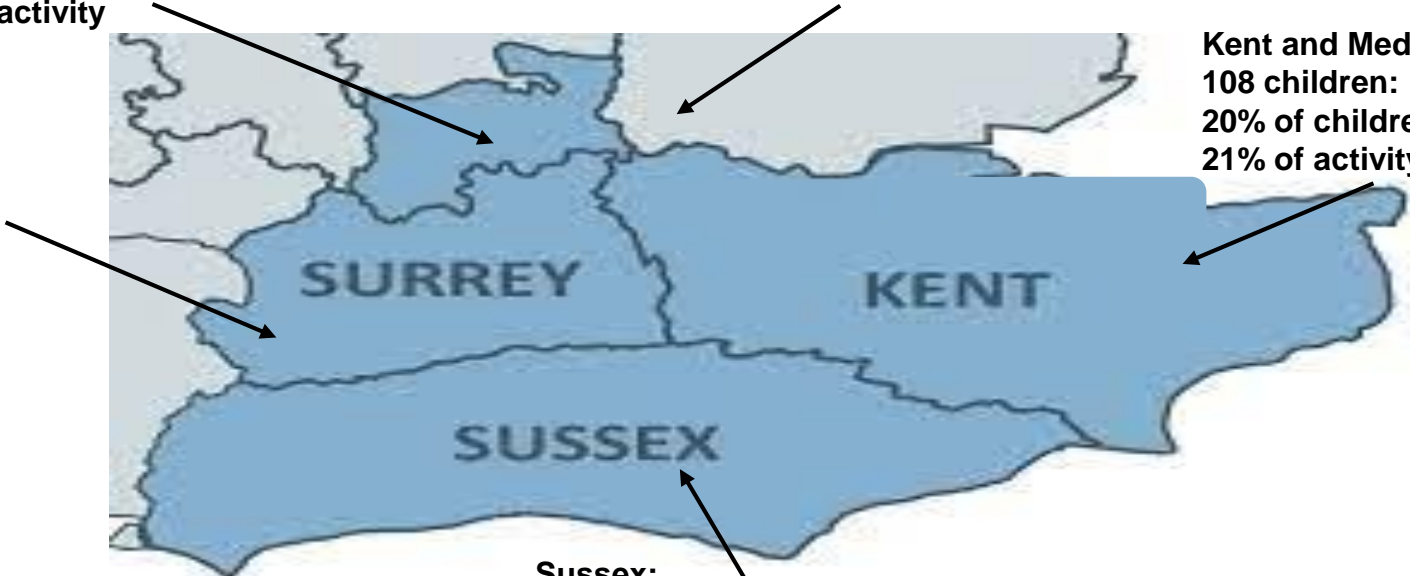 activity
Kent and Med
108 children:
20% of childre
21% of activity
SURREY
KENT
SUSSEX
Sussex: